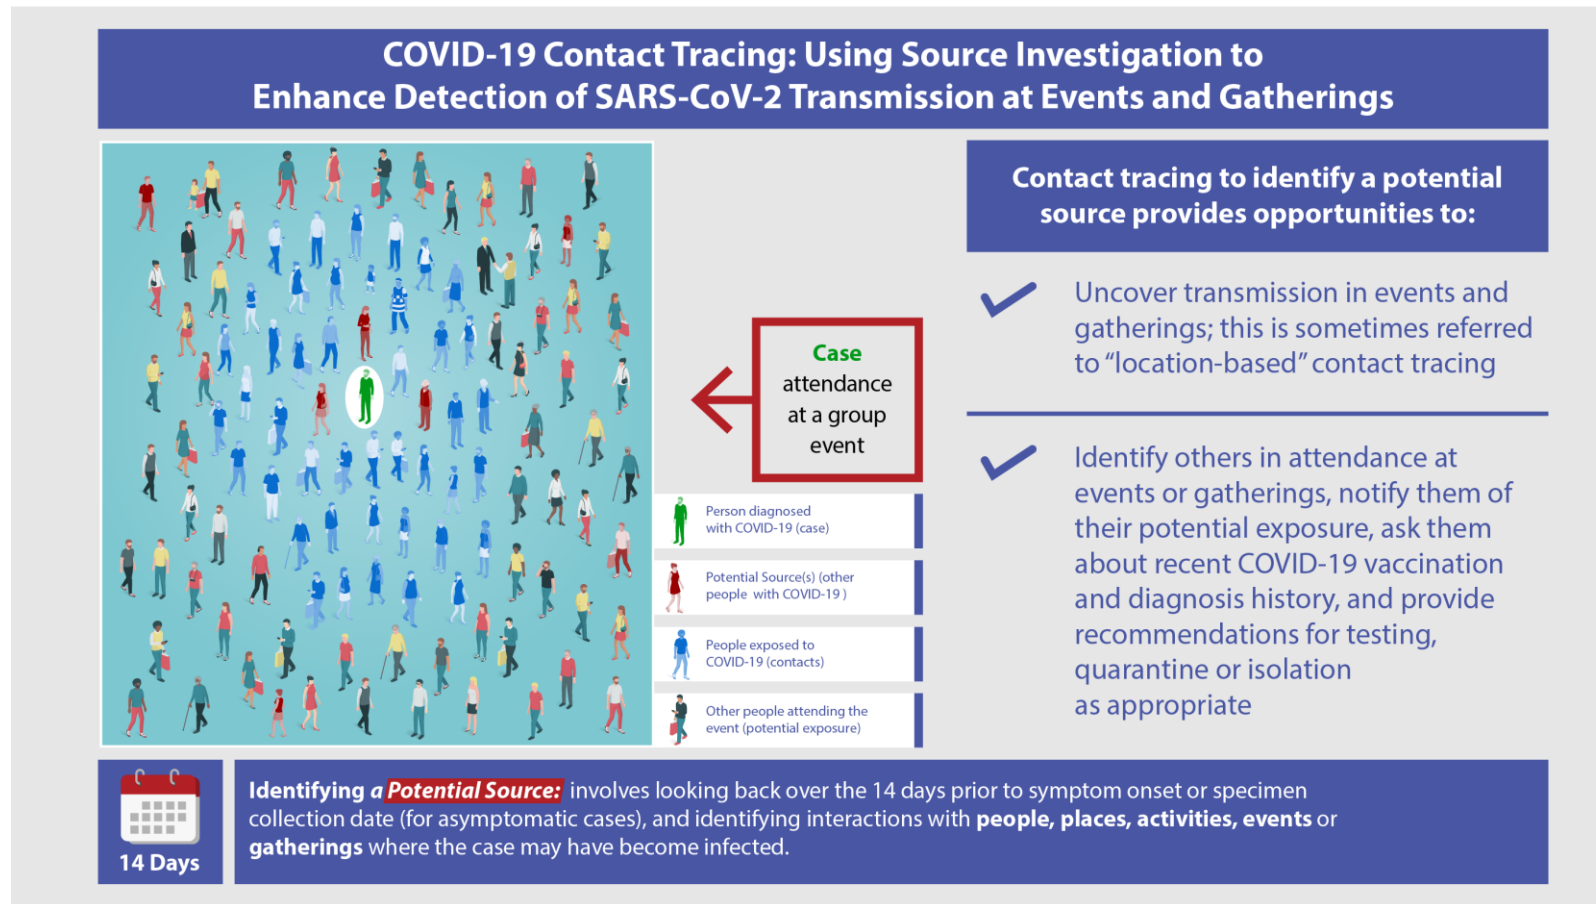 COVID-19 Contact Tracing: Using Source Investigation to
Enhance Detection of SARS-CoV-2 Transmission at Events and Gatherings
Case
attendance
at a group
event
Person diagnosed
with COVID-19 (case)
Potential Source(s) (other
people with COVID-19 )
People exposed to
COVID-19 (contacts)
Other people attending the
event (potential exposure)
Contact tracing to identify a potential
source provides opportunities to:
Uncover transmission in events and
gatherings; this is sometimes referred
to “location-based” contact tracing
Identify others in attendance at
events or gatherings, notify them of
their potential exposure, ask them
about recent COVID-19 vaccination
and diagnosis history, and provide
recommendations for testing,
quarantine or isolation
as appropriate
14 Days
Identifying a Potential Source: involves looking back over the 14 days prior to symptom onset or specimen
collection date (for asymptomatic cases), and identifying interactions with people, places, activities, events or
gatherings where the case may have become infected.